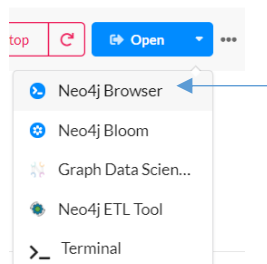 top
Open
Neo4j Browser
Neo4j Bloom
Graph Data Scien...
Neo4j ETL Tool
Terminal